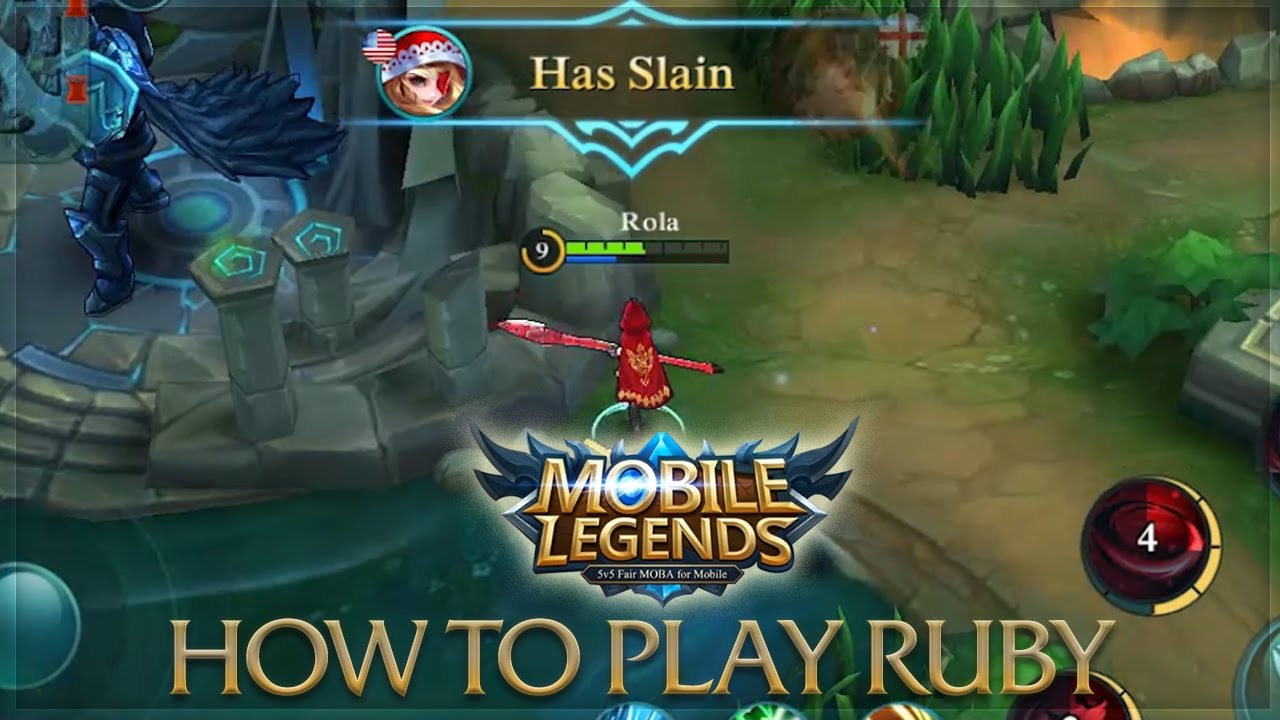 Has Slain
Rola
9
MOBILE
LEGENDS
5v5 Fair MOBA for Mobile
4
HOW TO PLAY RUBY